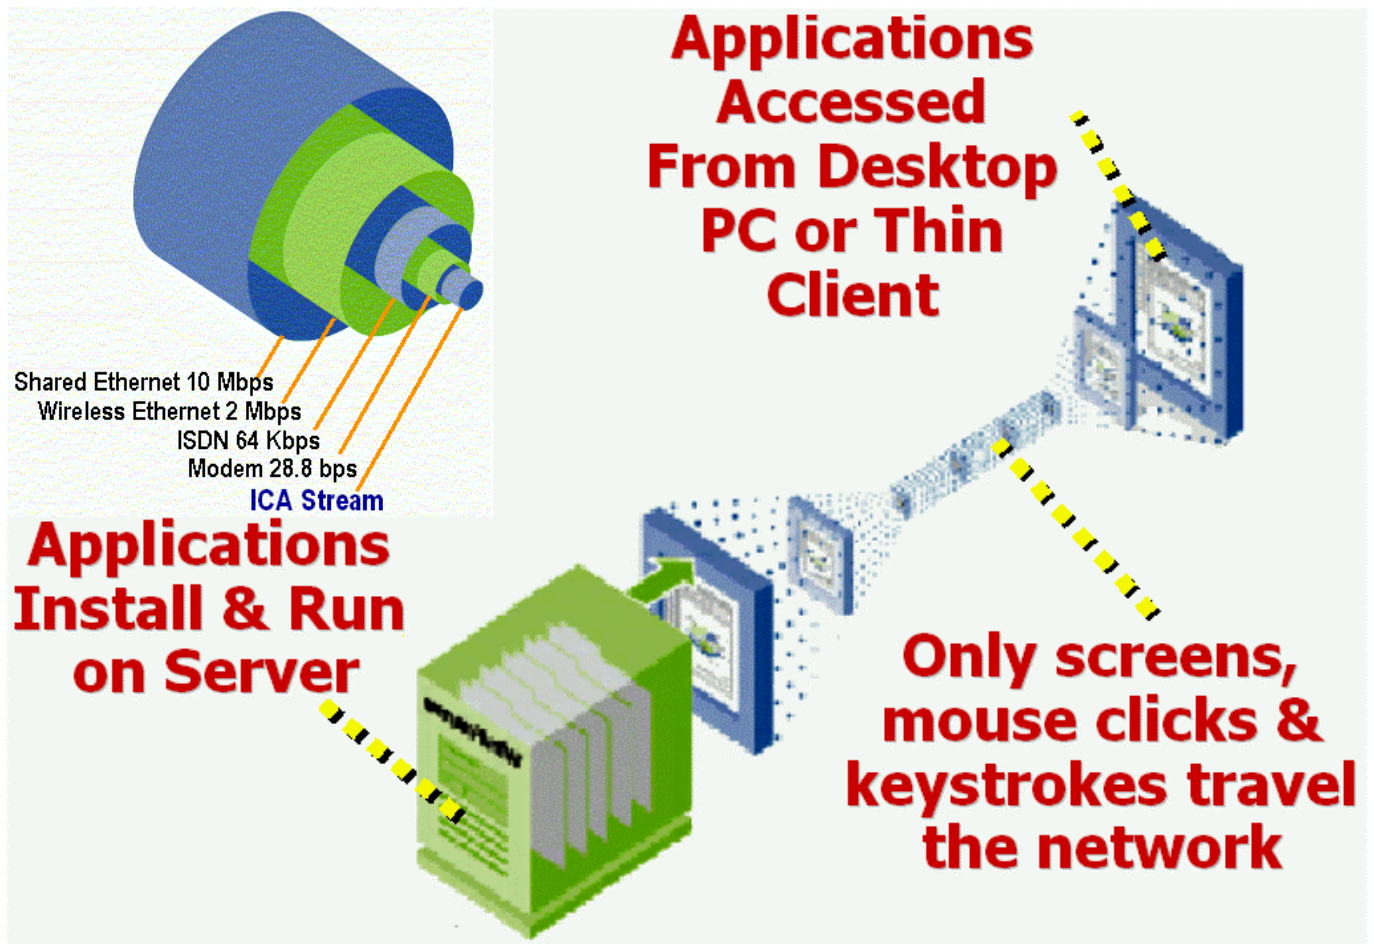 Applications
Accessed
From Desktop
PC or Thin
Client
Shared Ethernet 10 Mbps
Wireless Ethernet 2 Mbps
ISDN 64 Kbps
Modem 28.8 bps
ICA Stream
Applications
Install & Run
on Server
Only screens,
mouse clicks &
keystrokes travel
the network